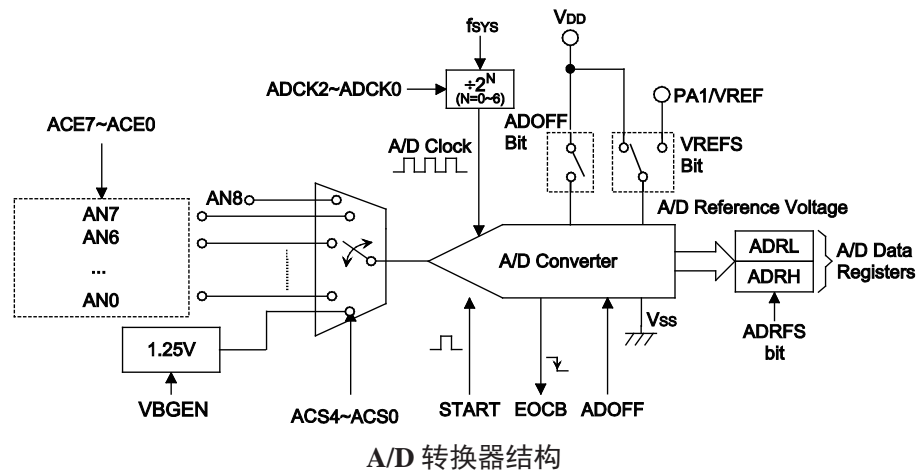 fSYS
VDD
ADCK2~ADCK0
÷2^N
(N=0~6)
PA1/VREF
ACE7~ACE0
A/D Clock
ADOFF
Bit
VREFS
Bit
AN8
AN7
AN6
...
AN0
A/D Reference Voltage
A/D Converter
ADRL
ADRH
A/D Data
Registers
VSS
ADRFS
bit
1.25V
VBGEN
ACS4~ACS0
START
EOCB
ADOFF
A/D 转换器结构